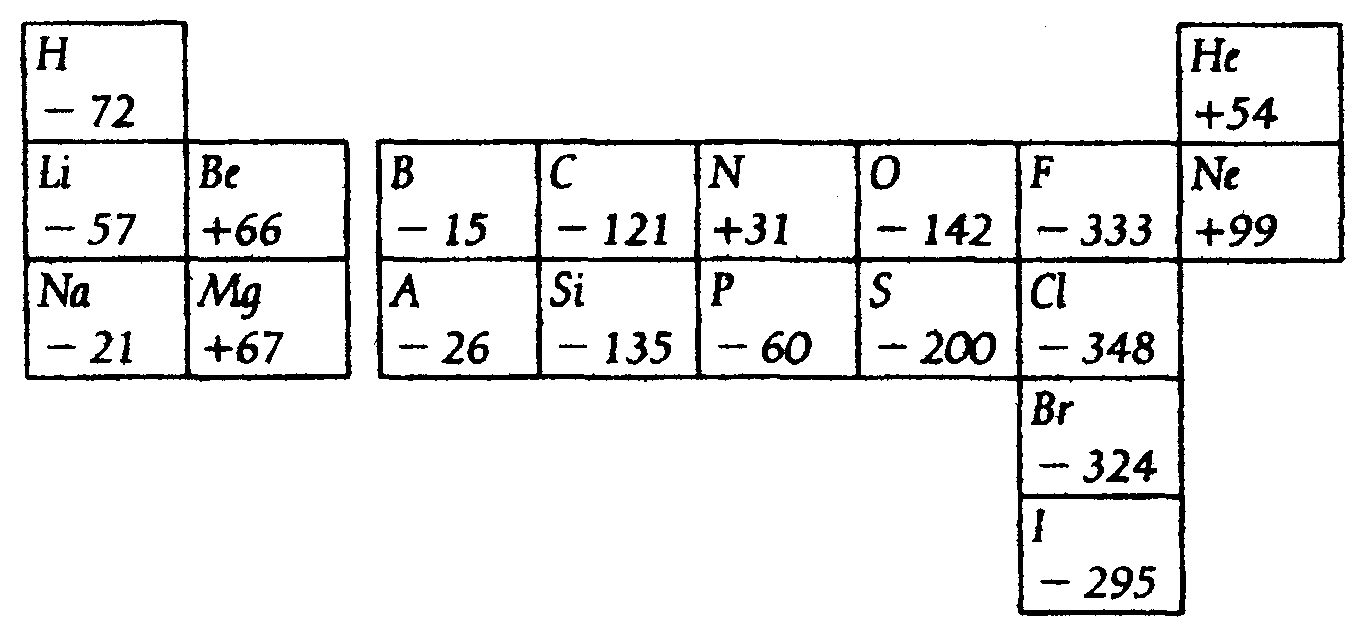 H He
− 72 +54
Li Be B C N O F Ne
− 57 +66 − 15 − 121 +31 − 142 − 333 +99
Na Mg A Si P S Cl
− 21 +67 − 26 − 135 − 60 − 200 − 348
Br
− 324
I
− 295